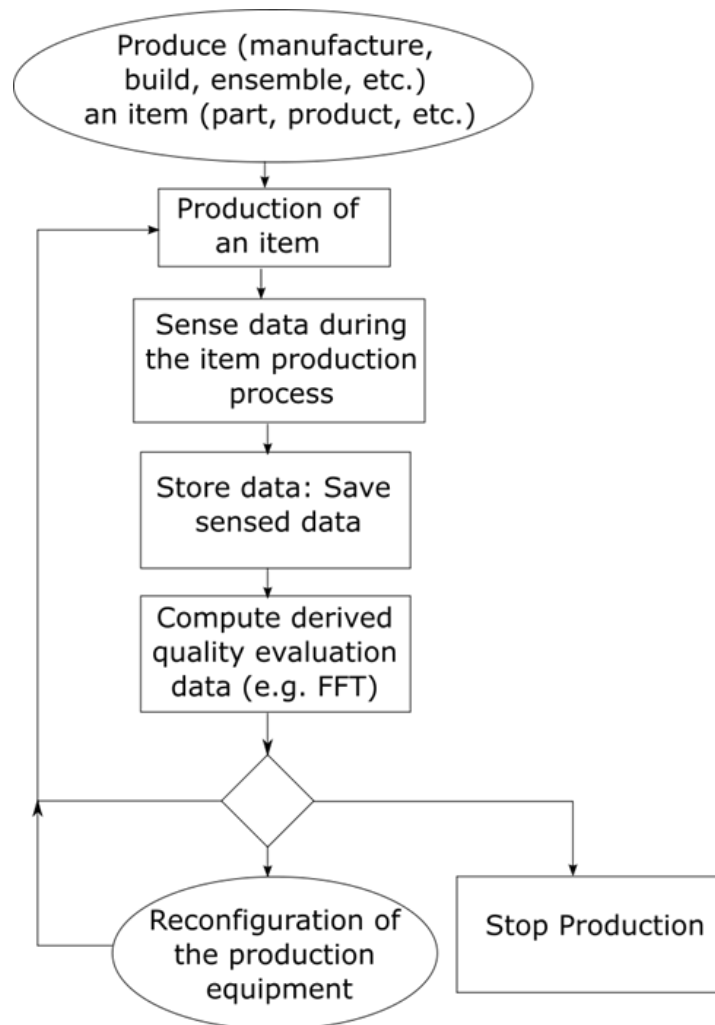 Produce (manufacture,
build, ensemble, etc.)
an item (part, product, etc.)
Production of
an item
Sense data during
the item production
process
Store data: Save
sensed data
Compute derived
quality evaluation
data (e.g. FFT)
Reconfiguration of
the production
equipment
Stop Production